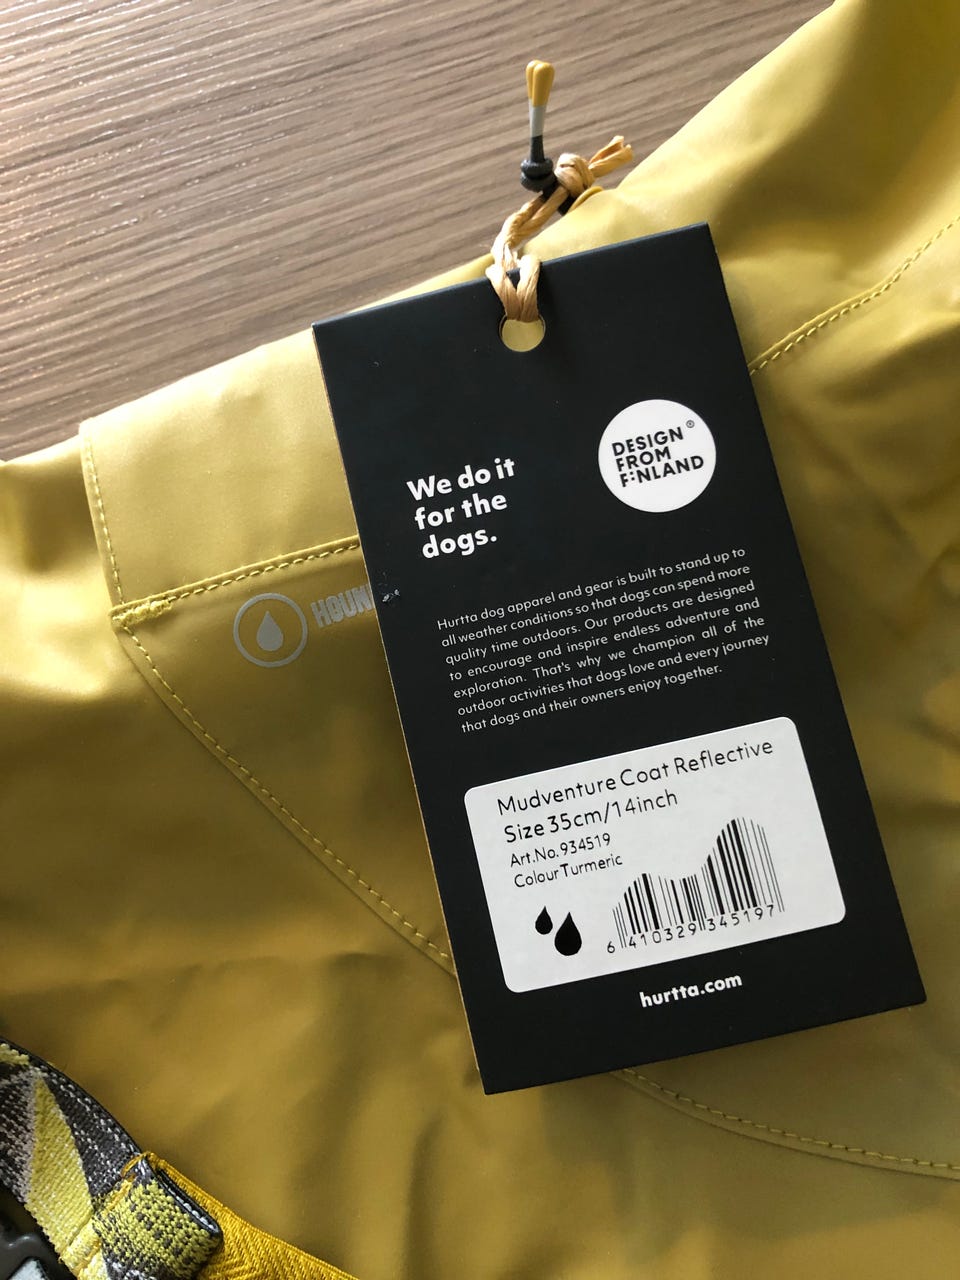 We do it
for the
dogs.
DESIGN ®
FROM
FINLAND
Hurtta dog apparel and gear is built to stand up to
all weather conditions so that dogs can spend more
quality time outdoors. Our products are designed
to encourage and inspire endless adventure and
exploration. That's why we champion all of the
outdoor activities that dogs love and every journey
that dogs and their owners enjoy together.
Mudventure Coat Reflective
Size 35cm/14inch
Art.No. 934519
Colour Turmeric
6 410329 345197
hurtta.com